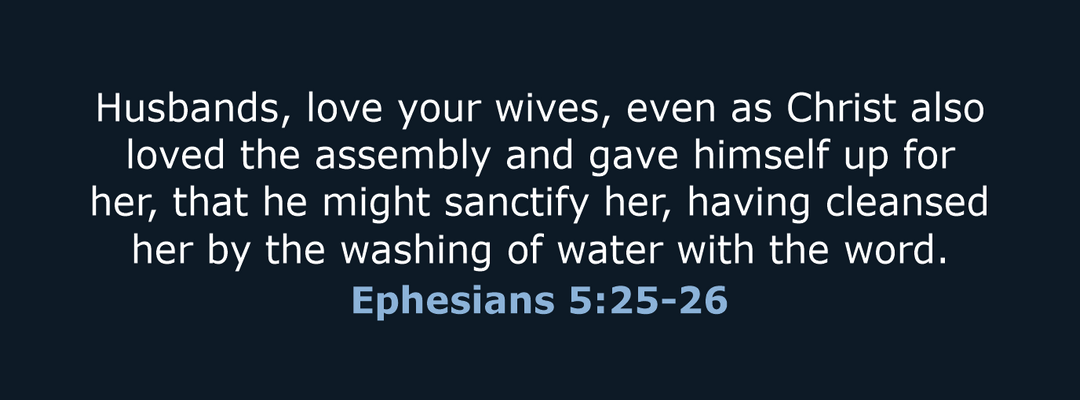 Husbands, love your wives, even as Christ also
loved the assembly and gave himself up for
her, that he might sanctify her, having cleansed
her by the washing of water with the word.
Ephesians 5:25-26